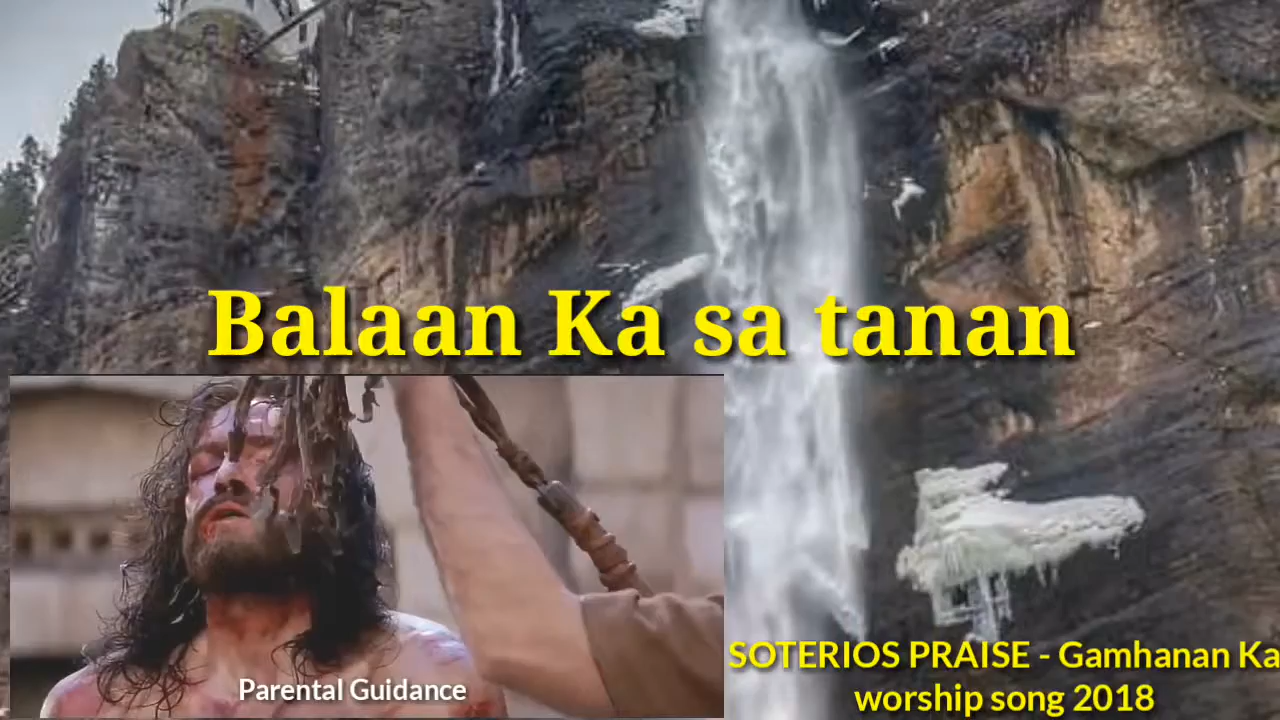 Balaan Ka sa tanan
Parental Guidance
SOTERIOS PRAISE - Gamhanan Ka
worship song 2018